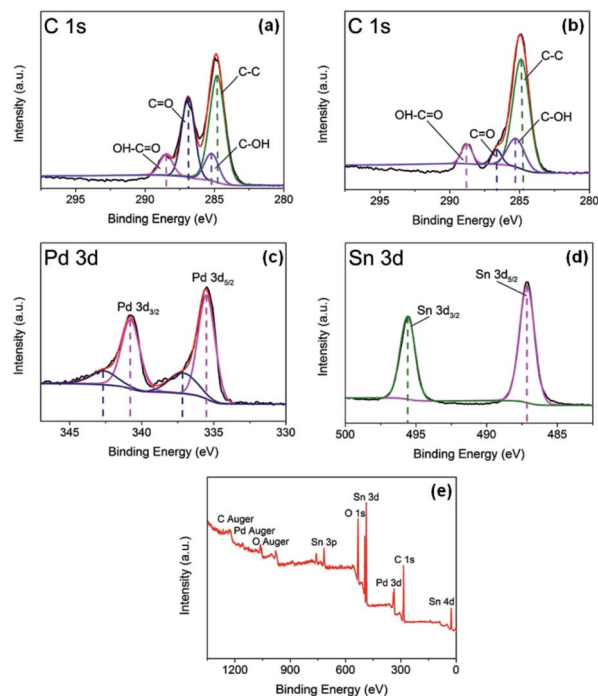 C 1s
(a)
C-C
C=O
OH-C=O
C-OH
Intensity (a.u.)
295 290 285 280
Binding Energy (eV)
C 1s
(b)
C-C
OH-C=O
C=O
C-OH
Intensity (a.u.)
295 290 285 280
Binding Energy (eV)
Pd 3d
(c)
Pd 3d5/2
Pd 3d3/2
Intensity (a.u.)
345 340 335 330
Binding Energy (eV)
Sn 3d
(d)
Sn 3d5/2
Sn 3d3/2
Intensity (a.u.)
500 495 490 485
Binding Energy (eV)
(e)
Sn 3d
O 1s
C Auger
Pd Auger
O Auger
Sn 3p
C 1s
Pd 3d
Sn 4d
Intensity (a.u.)
1200 900 600 300 0
Binding Energy (eV)